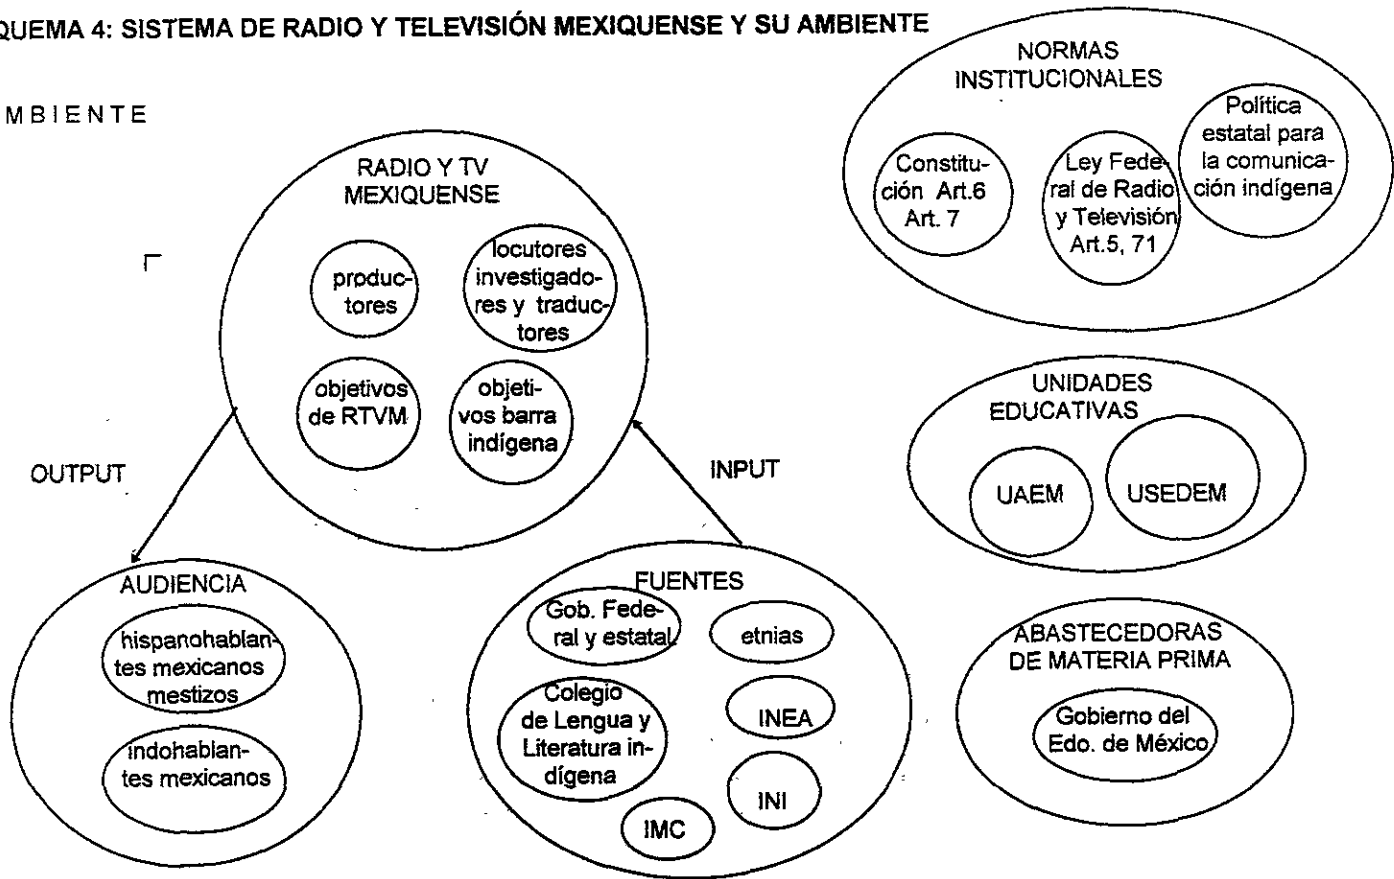 QUEMA 4: SISTEMA DE RADIO Y TELEVISIÓN MEXIQUENSE Y SU AMBIENTE
MBIENTE
RADIO Y TV
MEXIQUENSE
produc-
tores
locutores
investigado-
res y traduc-
tores
objetivos
de RTVM
objeti-
vos barra
indígena
OUTPUT
INPUT
AUDIENCIA
hispanohablan-
tes mexicanos
mestizos
indohablan-
tes mexicanos
FUENTES
Gob. Fede-
ral y estatal
etnias
Colegio
de Lengua y
Literatura in-
dígena
INEA
INI
IMC
NORMAS
INSTITUCIONALES
Constitu-
ción Art.6
Art. 7
Ley Fede-
ral de Radio
y Televisión
Art.5, 71
Política
estatal para
la comunica-
ción indígena
UNIDADES
EDUCATIVAS
UAEM
USEDEM
ABASTECEDORAS
DE MATERIA PRIMA
Gobierno del
Edo. de México